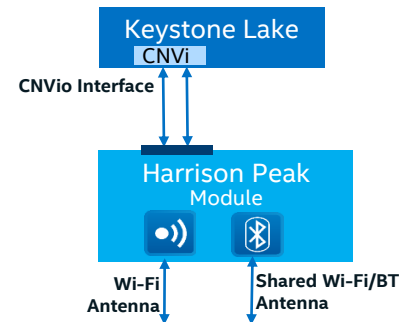 Keystone Lake
CNVi
CNVio Interface
Harrison Peak
Module
Wi-Fi
Antenna
Shared Wi-Fi/BT
Antenna